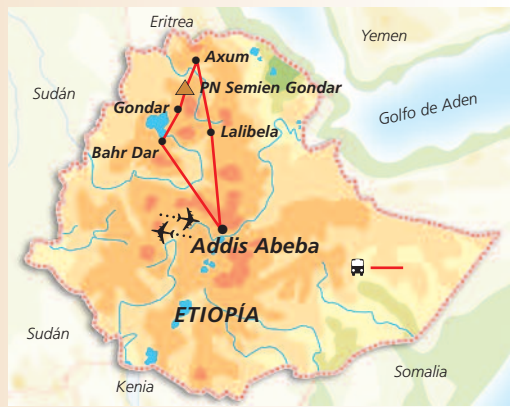 Eritrea
Yemen
Axum
Sudán
PN Semien Gondar
Golfo de Aden
Gondar
Lalibela
Bahr Dar
Addis Abeba
ETIOPÍA
Sudán
Somalia
Kenia